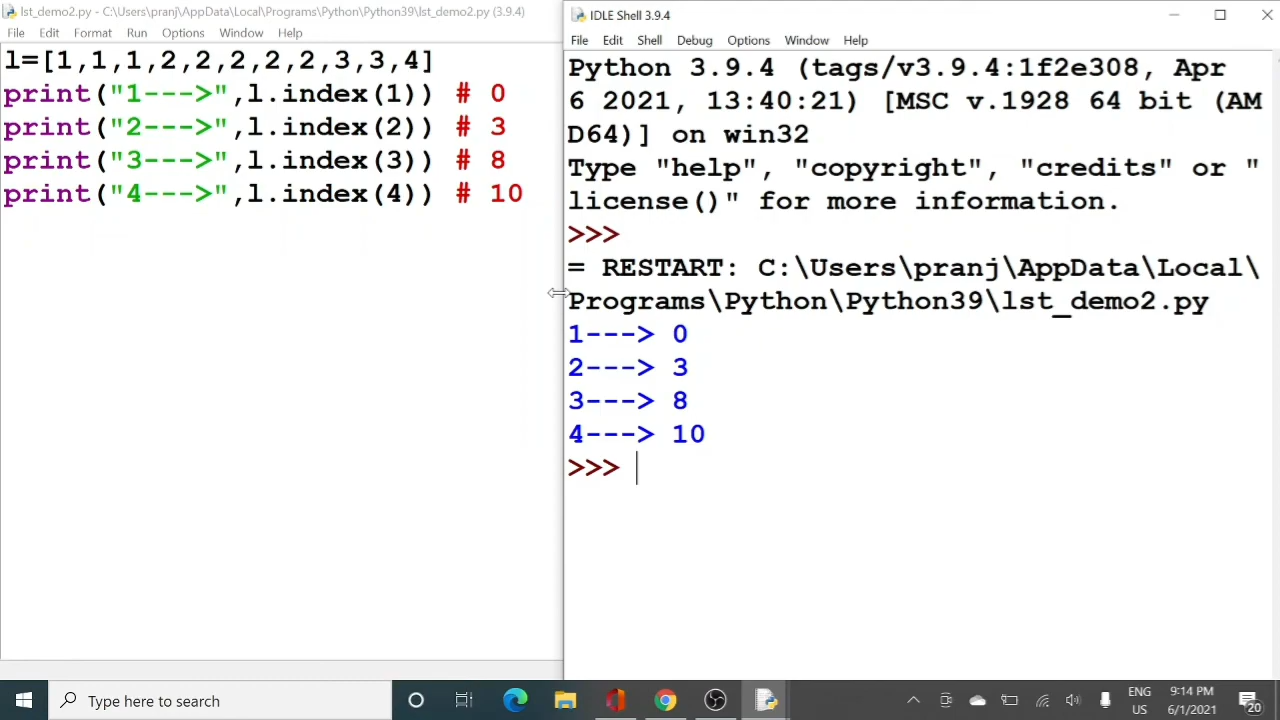 lst_demo2.py - C:\Users\pranj\AppData\Local\Programs\Python\Python39\lst_demo2.py (3.9.4)
File Edit Format Run Options Window Help
l=[1,1,1,2,2,2,2,2,3,3,4]
print("1--->",l.index(1)) # 0
print("2--->",l.index(2)) # 3
print("3--->",l.index(3)) # 8
print("4--->",l.index(4)) # 10
IDLE Shell 3.9.4
File Edit Shell Debug Options Window Help
Python 3.9.4 (tags/v3.9.4:1f2e308, Apr
6 2021, 13:40:21) [MSC v.1928 64 bit (AM
D64)] on win32
Type "help", "copyright", "credits" or "
license()" for more information.
>>>
= RESTART: C:\Users\pranj\AppData\Local\
Programs\Python\Python39\lst_demo2.py
1---> 0
2---> 3
3---> 8
4---> 10
>>>
Type here to search
ENG
US
9:14 PM
6/1/2021
20